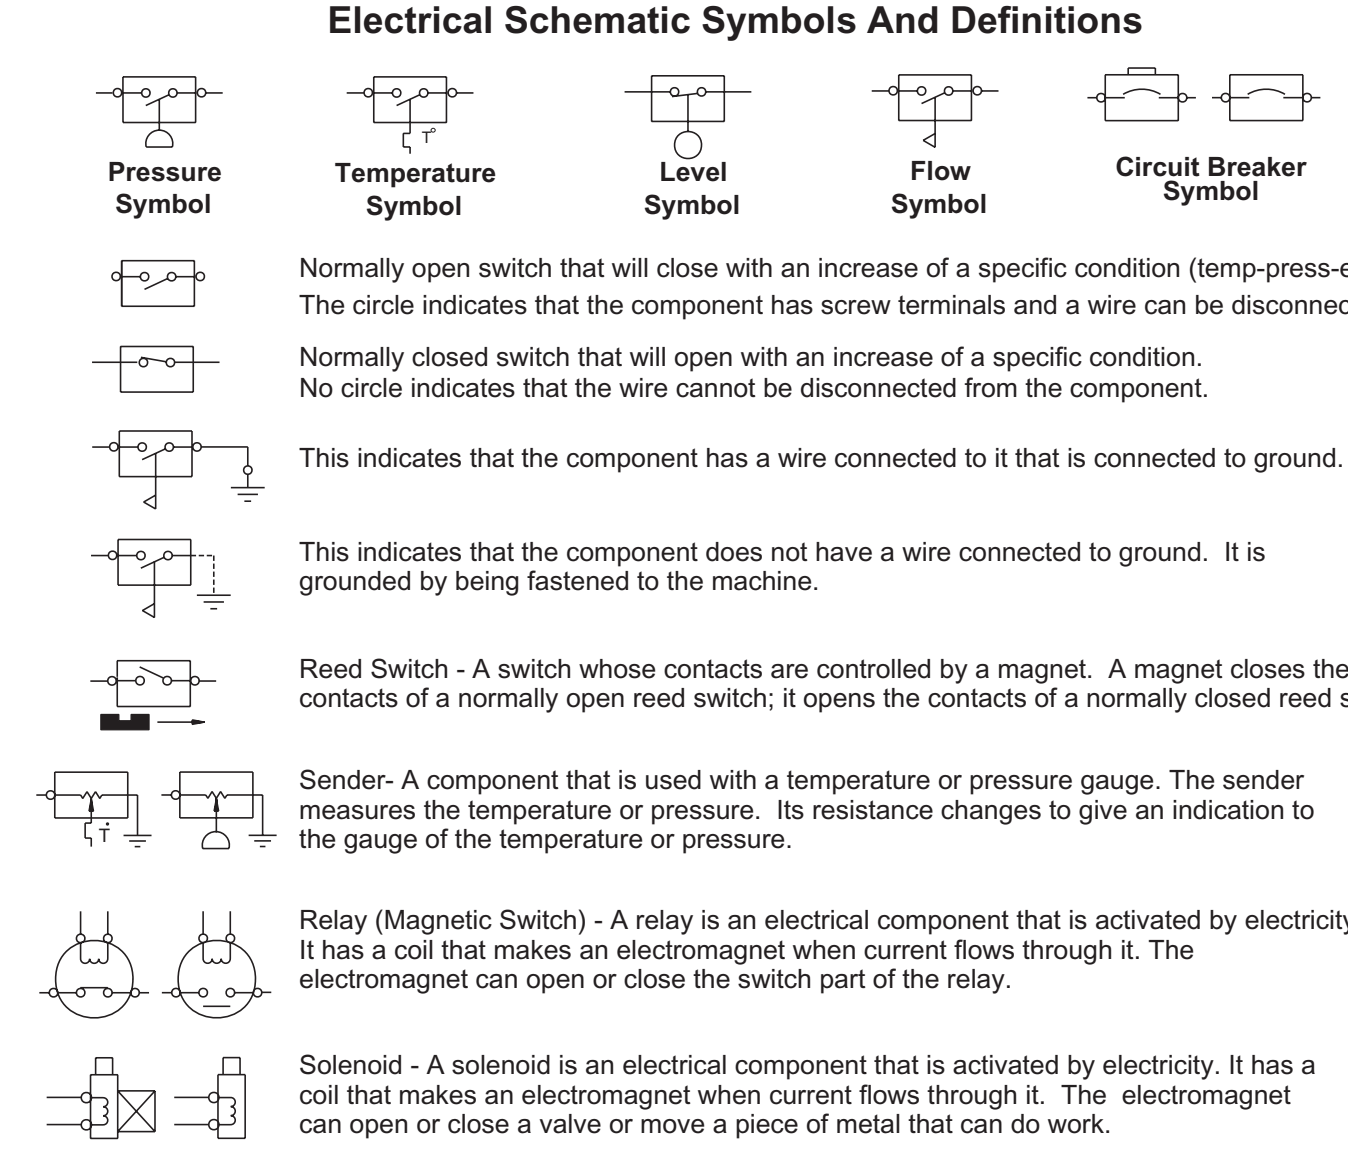 Electrical Schematic Symbols And Definitions
T°
Pressure Symbol
Temperature Symbol
Level Symbol
Flow Symbol
Circuit Breaker Symbol
Normally open switch that will close with an increase of a specific condition (temp-press-e
The circle indicates that the component has screw terminals and a wire can be disconnec
Normally closed switch that will open with an increase of a specific condition.
No circle indicates that the wire cannot be disconnected from the component.
This indicates that the component has a wire connected to it that is connected to ground.
This indicates that the component does not have a wire connected to ground. It is
grounded by being fastened to the machine.
Reed Switch - A switch whose contacts are controlled by a magnet. A magnet closes the
contacts of a normally open reed switch; it opens the contacts of a normally closed reed s
Sender- A component that is used with a temperature or pressure gauge. The sender
measures the temperature or pressure. Its resistance changes to give an indication to
the gauge of the temperature or pressure.
T
Relay (Magnetic Switch) - A relay is an electrical component that is activated by electricity
It has a coil that makes an electromagnet when current flows through it. The
electromagnet can open or close the switch part of the relay.
Solenoid - A solenoid is an electrical component that is activated by electricity. It has a
coil that makes an electromagnet when current flows through it. The electromagnet
can open or close a valve or move a piece of metal that can do work.